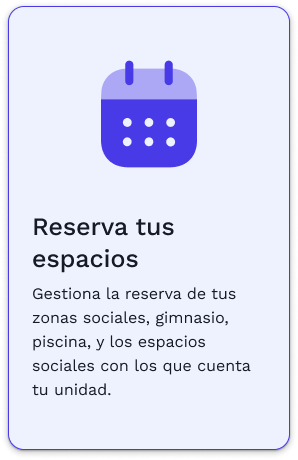 Reserva tus
espacios
Gestiona la reserva de tus
zonas sociales, gimnasio,
piscina, y los espacios
sociales con los que cuenta
tu unidad.